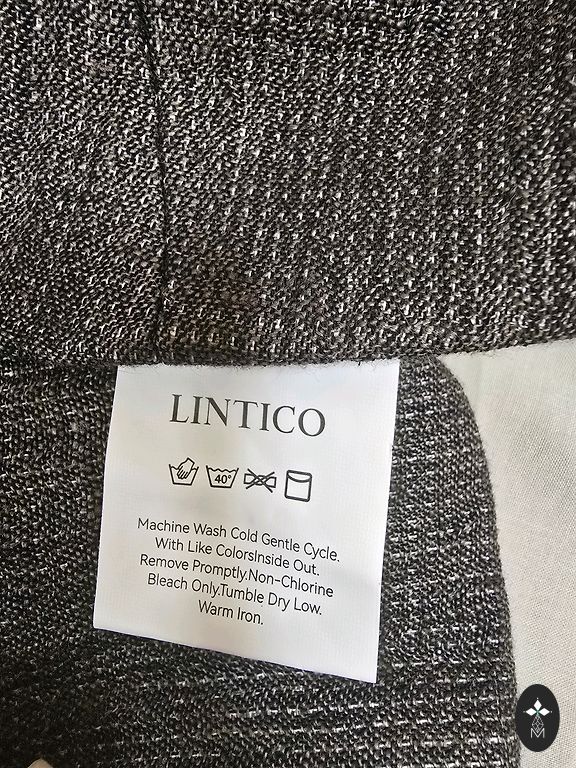 LINTICO
40°
Machine Wash Cold Gentle Cycle.
With Like ColorsInside Out.
Remove Promptly.Non-Chlorine
Bleach Only.Tumble Dry Low.
Warm Iron.
M